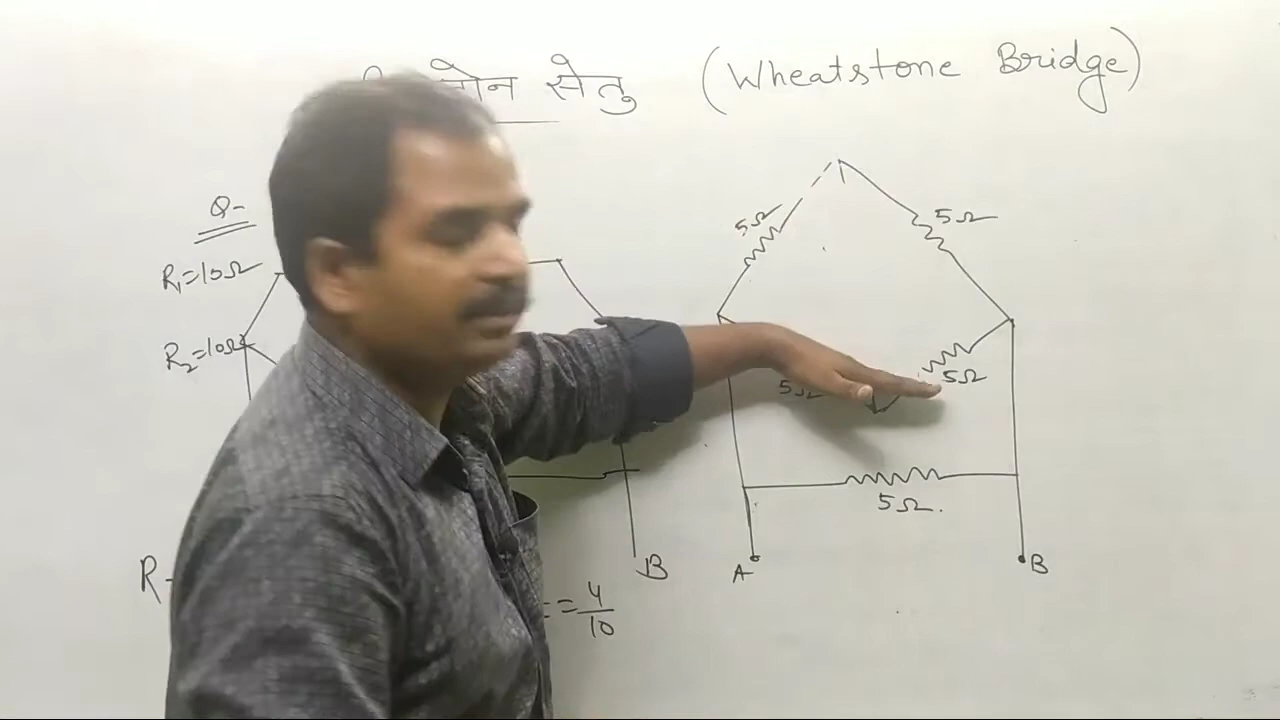 सेतु (Wheatstone Bridge)
Q-
R₁=10Ω
R₂=10Ω
R-
B
= 4/10
5Ω
5Ω
5Ω
5Ω
5Ω.
A
B